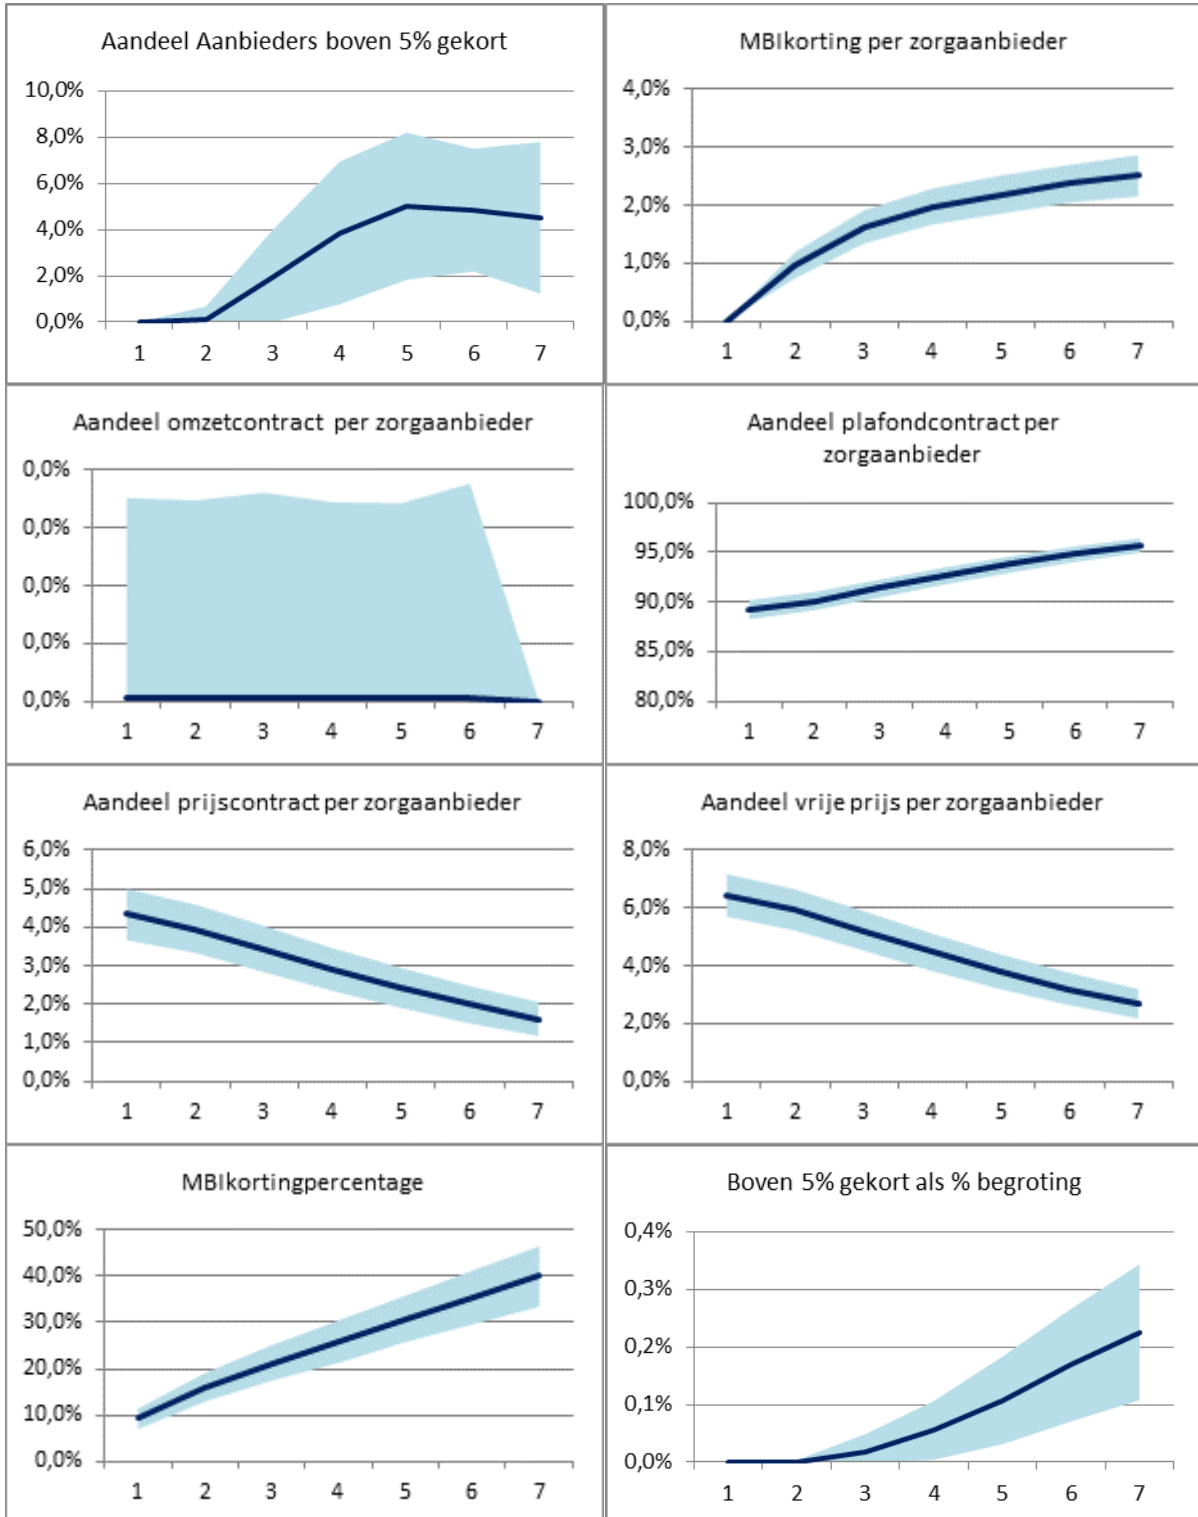 Aandeel Aanbieders boven 5% gekort
10,0%
8,0%
6,0%
4,0%
2,0%
0,0%
1 2 3 4 5 6 7
MBIkorting per zorgaanbieder
4,0%
3,0%
2,0%
1,0%
0,0%
1 2 3 4 5 6 7
Aandeel omzetcontract per zorgaanbieder
0,0%
0,0%
0,0%
0,0%
0,0%
1 2 3 4 5 6 7
Aandeel plafondcontract per
zorgaanbieder
100,0%
95,0%
90,0%
85,0%
80,0%
1 2 3 4 5 6 7
Aandeel prijscontract per zorgaanbieder
6,0%
5,0%
4,0%
3,0%
2,0%
1,0%
0,0%
1 2 3 4 5 6 7
Aandeel vrije prijs per zorgaanbieder
8,0%
6,0%
4,0%
2,0%
0,0%
1 2 3 4 5 6 7
MBIkortingpercentage
50,0%
40,0%
30,0%
20,0%
10,0%
0,0%
1 2 3 4 5 6 7
Boven 5% gekort als % begroting
0,4%
0,3%
0,2%
0,1%
0,0%
1 2 3 4 5 6 7